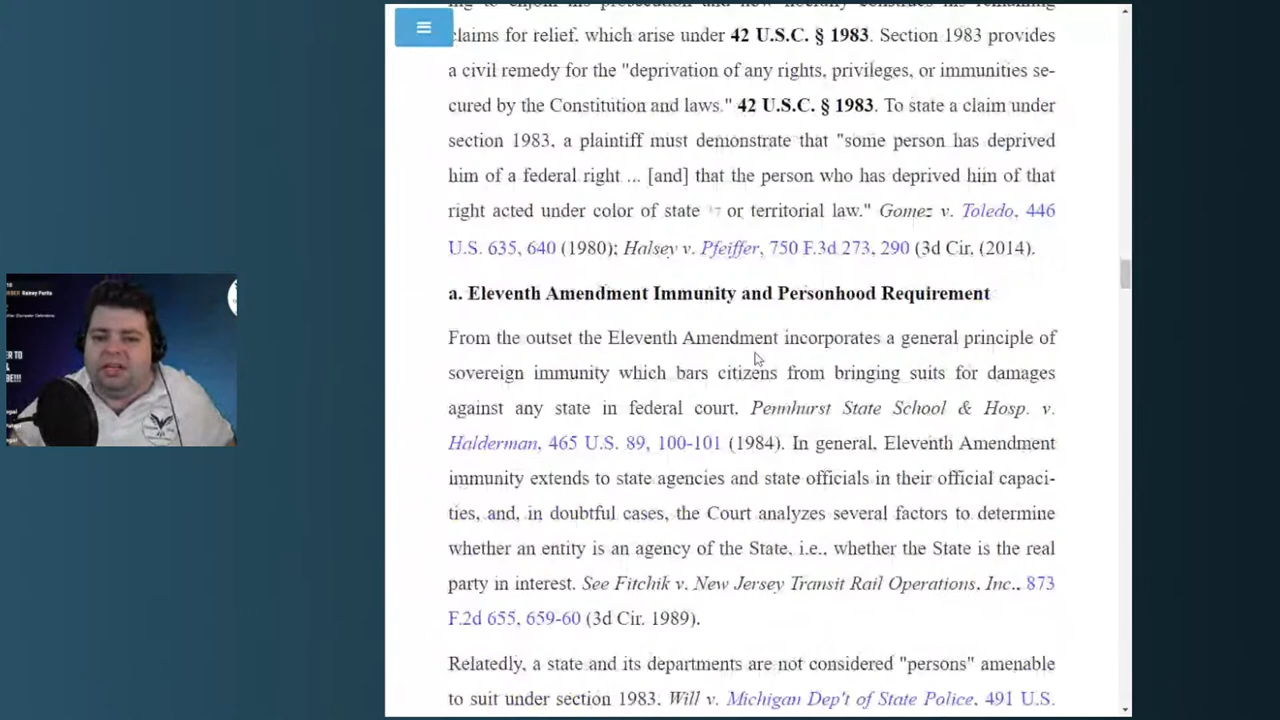 claims for relief, which arise under 42 U.S.C. § 1983. Section 1983 provides
a civil remedy for the "deprivation of any rights, privileges, or immunities se-
cured by the Constitution and laws." 42 U.S.C. § 1983. To state a claim under
section 1983, a plaintiff must demonstrate that "some person has deprived
him of a federal right ... [and] that the person who has deprived him of that
right acted under color of state or territorial law." Gomez v. Toledo, 446
U.S. 635, 640 (1980); Halsey v. Pfeiffer, 750 F.3d 273, 290 (3d Cir. (2014).
a. Eleventh Amendment Immunity and Personhood Requirement
From the outset the Eleventh Amendment incorporates a general principle of
sovereign immunity which bars citizens from bringing suits for damages
against any state in federal court. Pennhurst State School & Hosp. v.
Halderman, 465 U.S. 89, 100-101 (1984). In general, Eleventh Amendment
immunity extends to state agencies and state officials in their official capaci-
ties, and, in doubtful cases, the Court analyzes several factors to determine
whether an entity is an agency of the State, i.e., whether the State is the real
party in interest. See Fitchik v. New Jersey Transit Rail Operations, Inc., 873
F.2d 655, 659-60 (3d Cir. 1989).
Relatedly, a state and its departments are not considered "persons" amenable
to suit under section 1983. Will v. Michigan Dep't of State Police, 491 U.S.